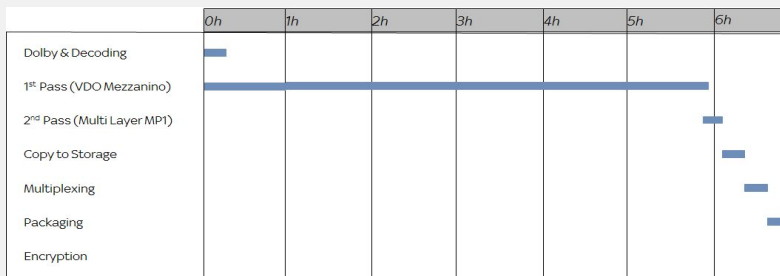 0h 1h 2h 3h 4h 5h 6h
Dolby & Decoding
1st Pass (VDO Mezzanino)
2nd Pass (Multi Layer MP1)
Copy to Storage
Multiplexing
Packaging
Encryption